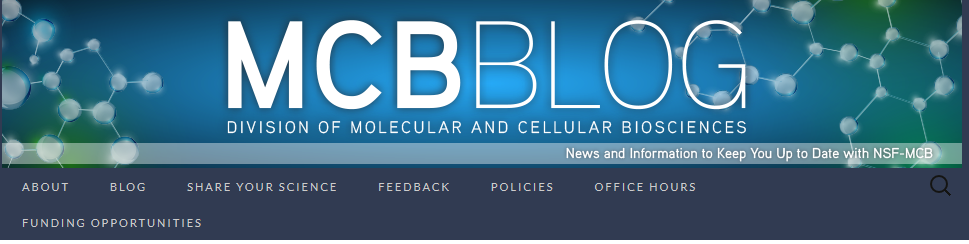 MCBBLOG
DIVISION OF MOLECULAR AND CELLULAR BIOSCIENCES
News and Information to Keep You Up to Date with NSF-MCB
ABOUT BLOG SHARE YOUR SCIENCE FEEDBACK POLICIES OFFICE HOURS
FUNDING OPPORTUNITIES